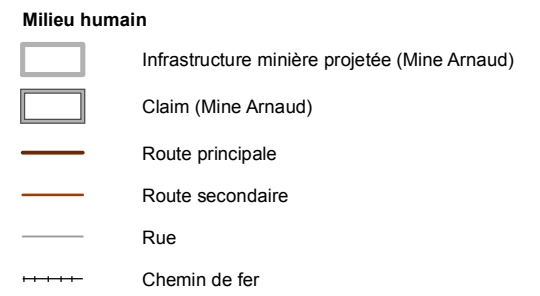 Milieu humain
Infrastructure minière projetée (Mine Arnaud)
Claim (Mine Arnaud)
Route principale
Route secondaire
Rue
Chemin de fer